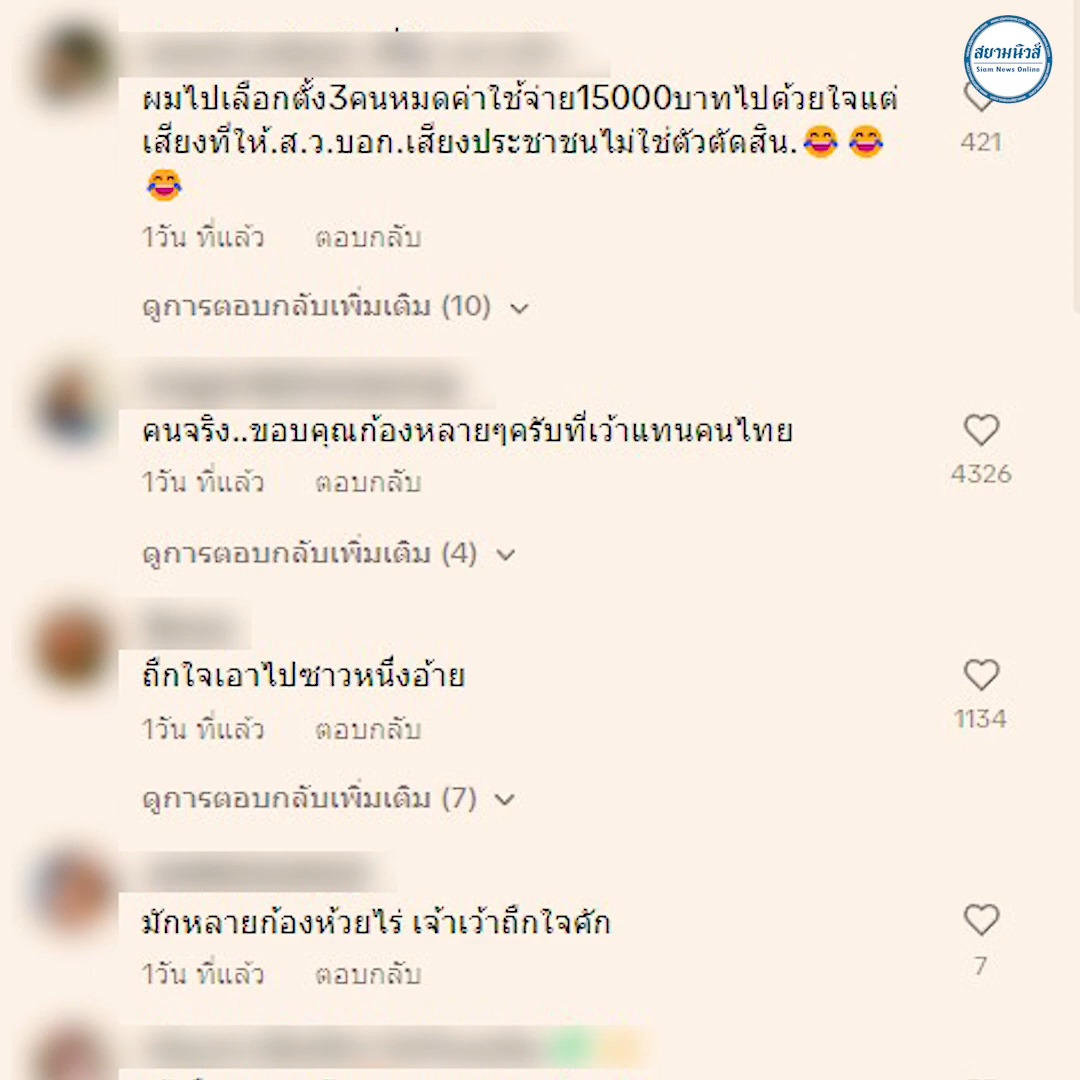 สยามนิวส์
Siam News Online
ผมไปเลือกตั้ง3คนหมดค่าใช้จ่าย15000บาทไปด้วยใจแต่
เสียงที่ให้.ส.ว.บอก.เสียงประชาชนไม่ใช่ตัวตัดสิน.😂😂
😂
421
1วัน ที่แล้ว ตอบกลับ
ดูการตอบกลับเพิ่มเติม (10)
คนจริง..ขอบคุณก้องหลายๆครับที่เว้าแทนคนไทย
4326
1วัน ที่แล้ว ตอบกลับ
ดูการตอบกลับเพิ่มเติม (4)
ถืกใจเอาไปซาวหนึ่งอ้าย
1134
1วัน ที่แล้ว ตอบกลับ
ดูการตอบกลับเพิ่มเติม (7)
มักหลายก้องห้วยไร่ เจ้าเว้าถืกใจคัก
7
1วัน ที่แล้ว ตอบกลับ